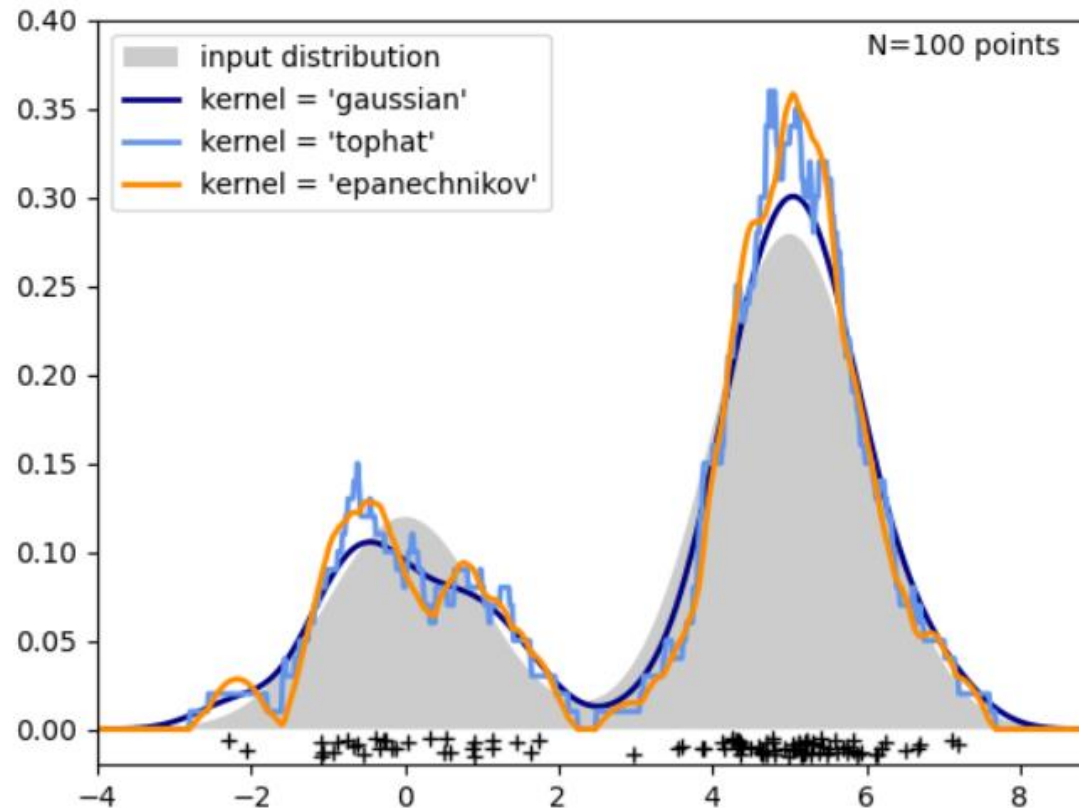 0.40
0.35
0.30
0.25
0.20
0.15
0.10
0.05
0.00
input distribution
kernel = 'gaussian'
kernel = 'tophat'
kernel = 'epanechnikov'
N=100 points
−4 −2 0 2 4 6 8